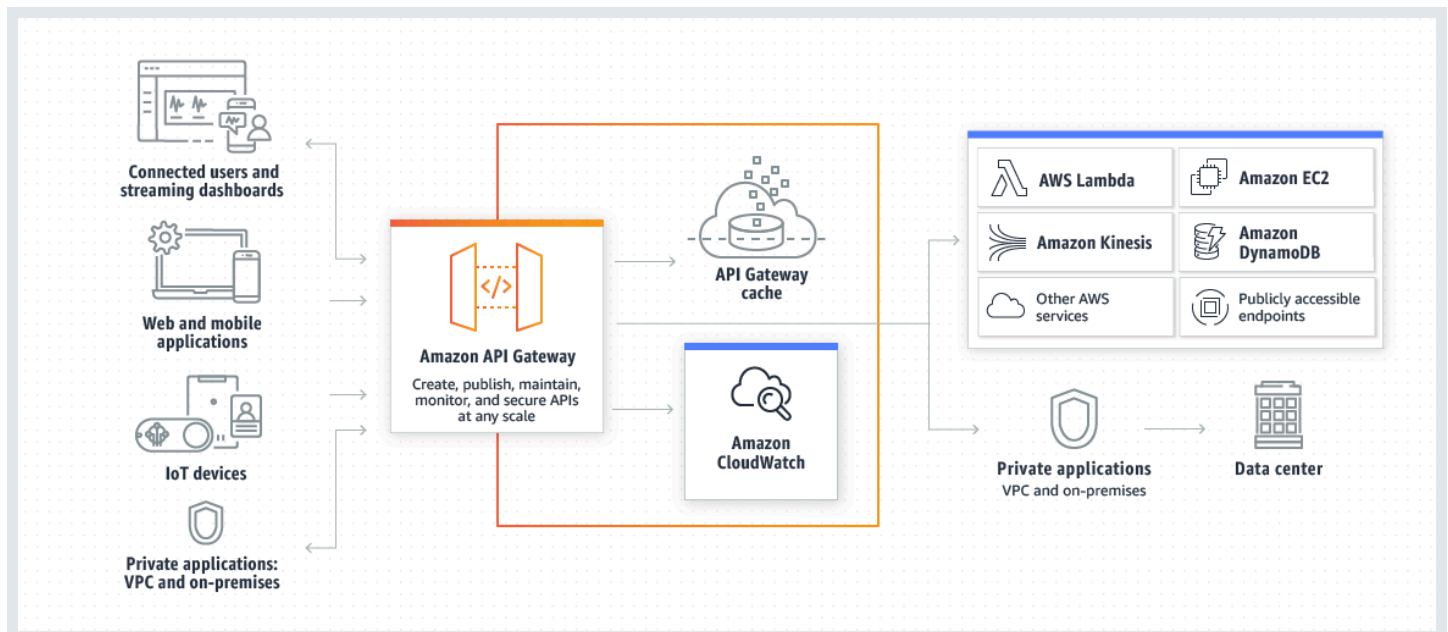 Connected users and
streaming dashboards
Web and mobile
applications
IoT devices
Private applications:
VPC and on-premises
</>
Amazon API Gateway
Create, publish, maintain,
monitor, and secure APIs
at any scale
API Gateway
cache
Amazon
CloudWatch
AWS Lambda
Amazon EC2
Amazon Kinesis
Amazon
DynamoDB
Other AWS
services
Publicly accessible
endpoints
Private applications
VPC and on-premises
Data center